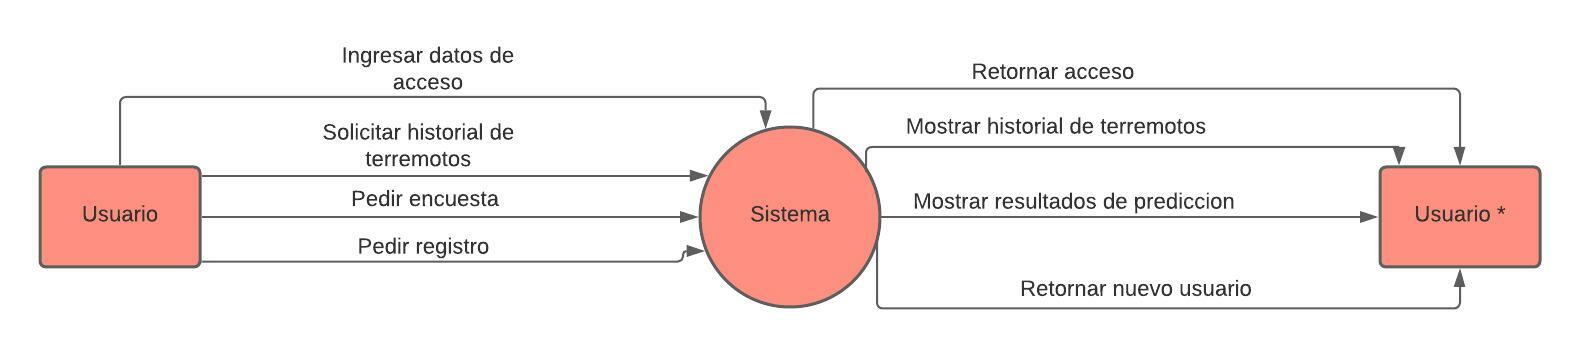 Ingresar datos de
acceso
Retornar acceso
Solicitar historial de
terremotos
Mostrar historial de terremotos
Pedir encuesta
Mostrar resultados de prediccion
Usuario
Sistema
Usuario *
Pedir registro
Retornar nuevo usuario